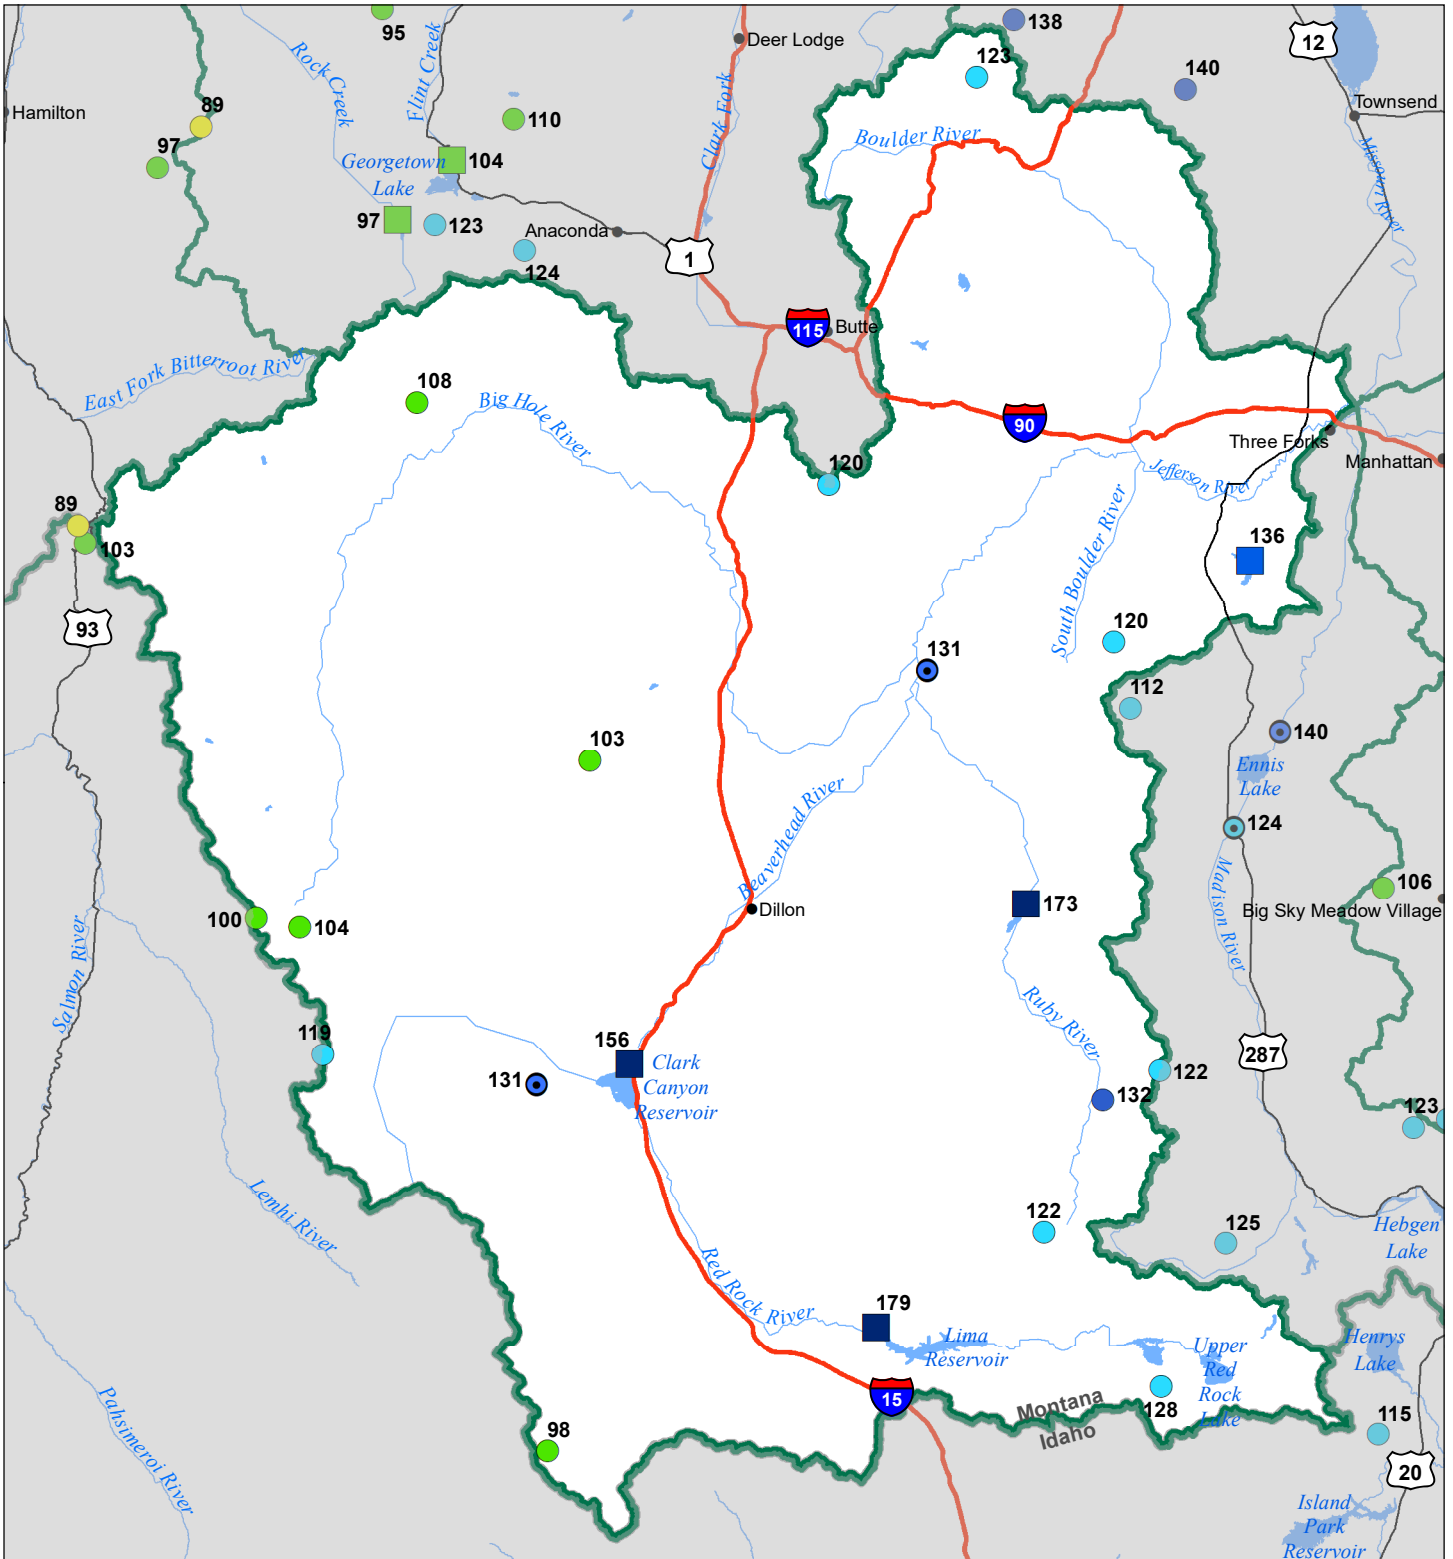 95
138
Deer Lodge
12
123
140
Rock Creek
Flint Creek
Clark Fork
Townsend
Hamilton
89
110
Boulder River
97
Georgetown
Lake
104
Missouri River
97
123
Anaconda
124
1
115
Butte
East Fork Bitterroot River
108
Big Hole River
90
Three Forks
Manhattan
120
Jefferson River
89
103
South Boulder River
136
93
120
131
112
103
140
Ennis
Lake
Beaverhead River
124
Madison River
106
Big Sky Meadow Village
100
104
Dillon
173
Salmon River
Ruby River
119
156
Clark
Canyon
Reservoir
131
287
122
132
123
Lemhi River
122
125
Hebgen
Lake
Red Rock River
179
Lima
Reservoir
Upper
Red
Rock
Lake
Henrys
Lake
15
Montana
Idaho
128
115
98
Pahsimeroi River
20
Island
Park
Reservoir